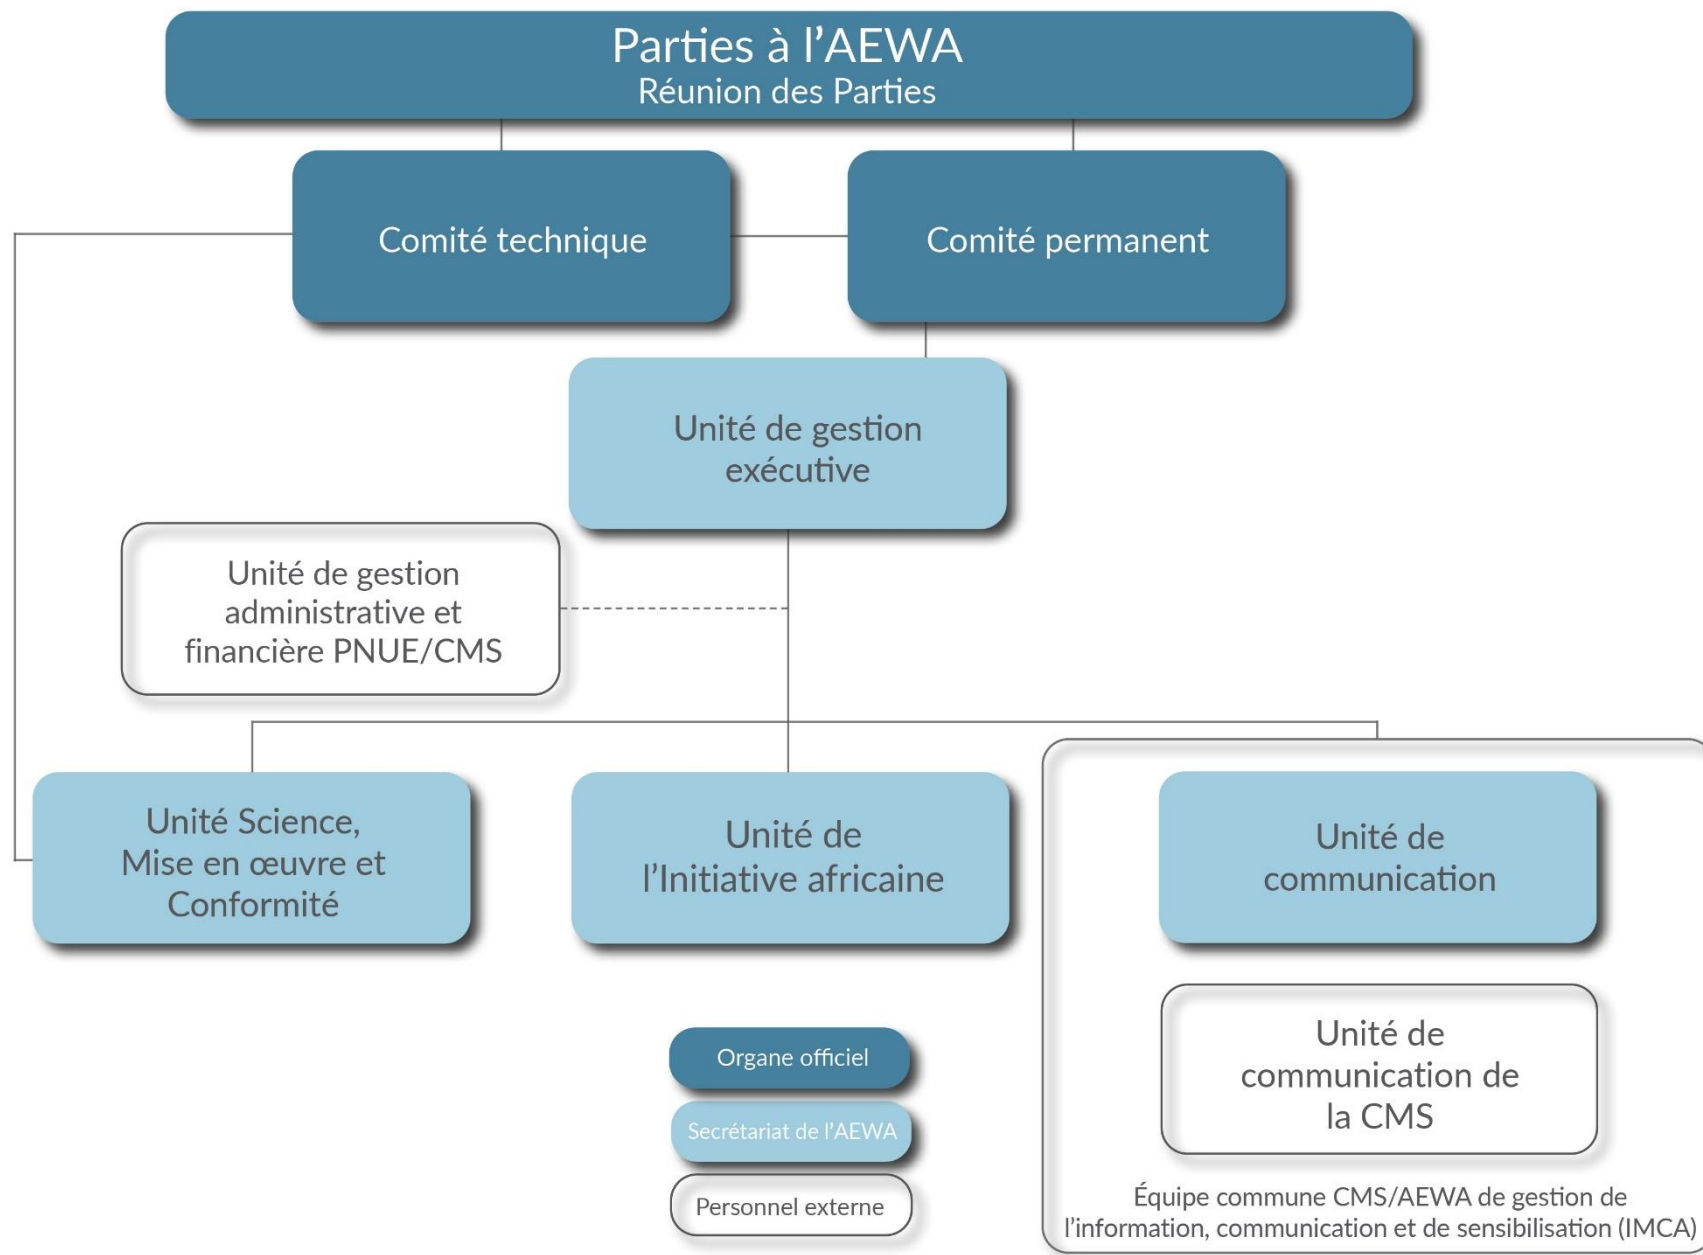 Parties à l’AEWA
Réunion des Parties
Comité technique
Comité permanent
Unité de gestion
exécutive
Unité de gestion
administrative et
financière PNUE/CMS
Unité Science,
Mise en œuvre et
Conformité
Unité de
l’Initiative africaine
Unité de
communication
Unité de
communication de
la CMS
Équipe commune CMS/AEWA de gestion de
l’information, communication et de sensibilisation (IMCA)
Organe officiel
Secrétariat de l’AEWA
Personnel externe